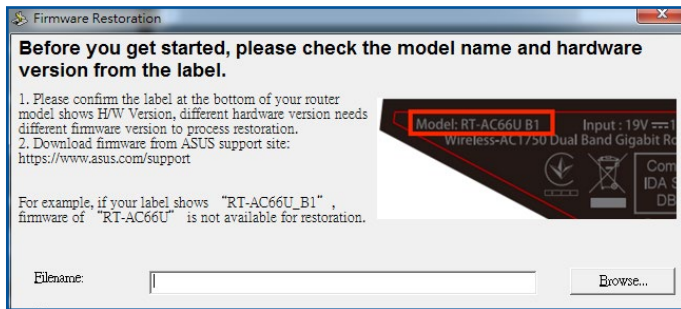 Firmware Restoration
Before you get started, please check the model name and hardware
version from the label.
1. Please confirm the label at the bottom of your router
model shows H/W Version, different hardware version needs
different firmware version to process restoration.
2. Download firmware from ASUS support site:
https://www.asus.com/support
For example, if your label shows “RT-AC66U_B1” ,
firmware of “RT-AC66U” is not available for restoration.
Model: RT-AC66U B1 Input : 19V
Wireless-AC1750 Dual Band Gigabit
Com
IDA
DB
Filename:
Browse...